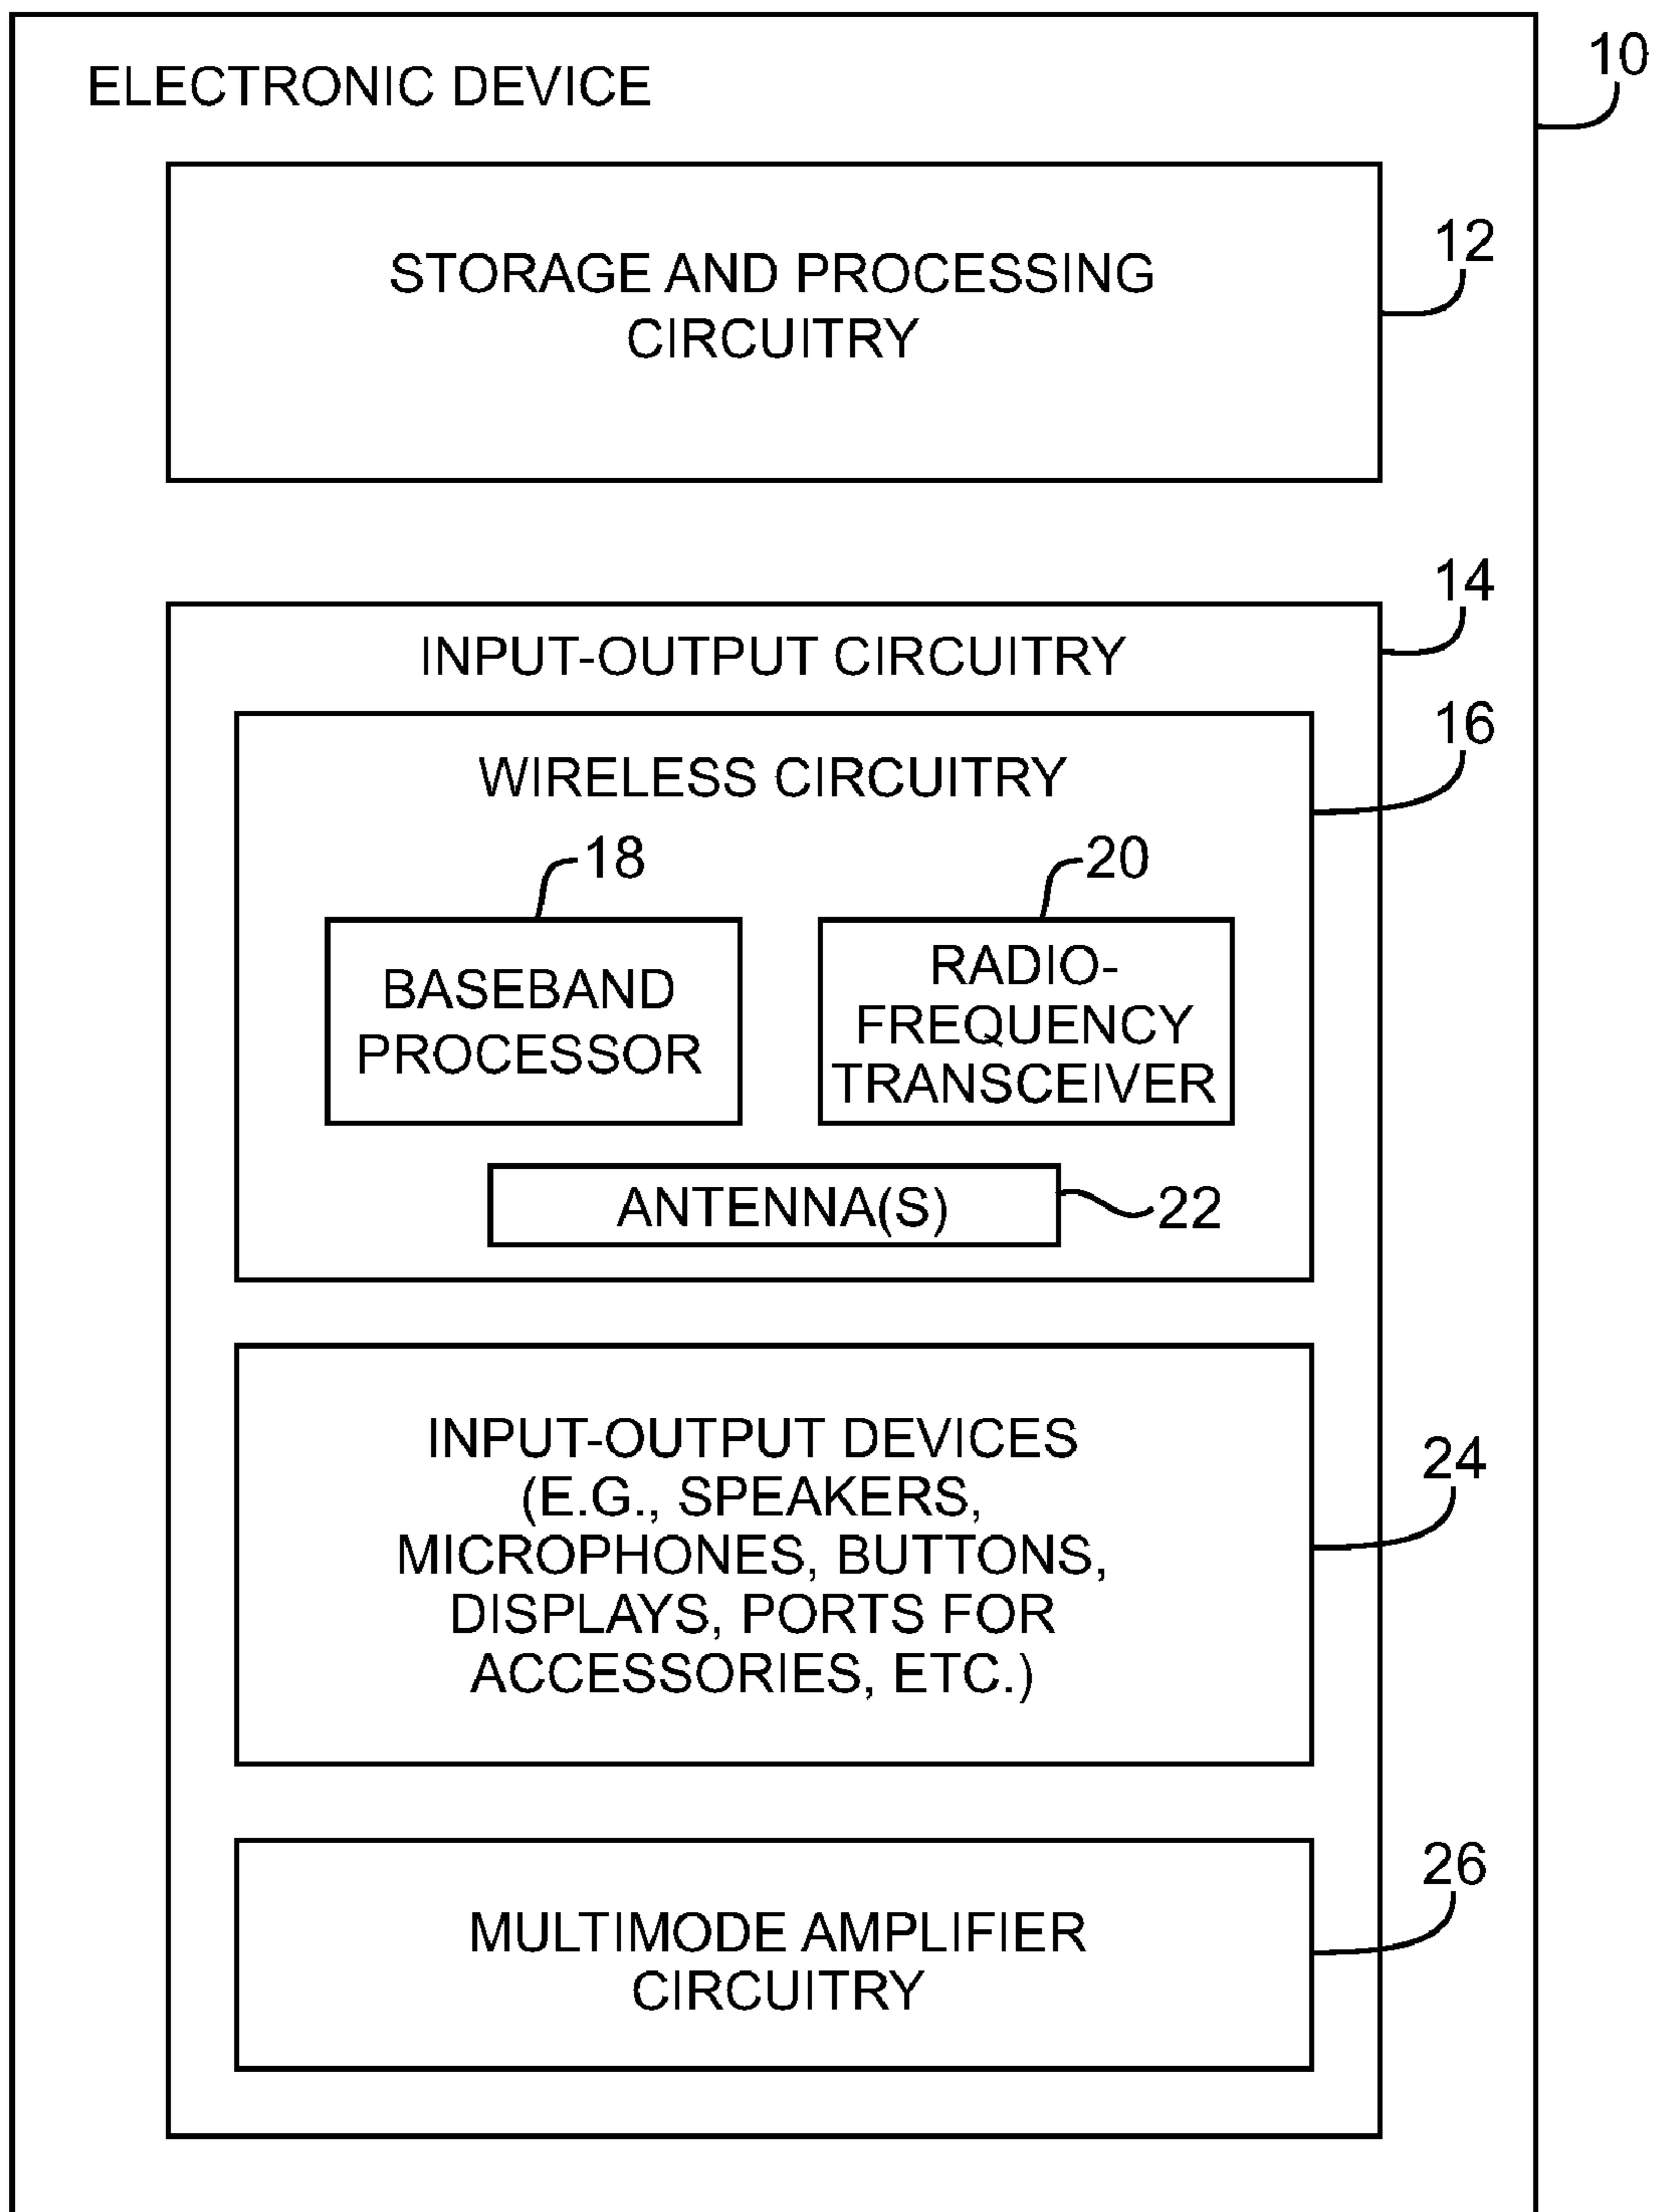 ELECTRONIC DEVICE
10
STORAGE AND PROCESSING
CIRCUITRY
12
14
INPUT-OUTPUT CIRCUITRY
16
WIRELESS CIRCUITRY
18
20
BASEBAND
PROCESSOR
RADIO-
FREQUENCY
TRANSCEIVER
ANTENNA(S)
22
INPUT-OUTPUT DEVICES
(E.G., SPEAKERS,
MICROPHONES, BUTTONS,
DISPLAYS, PORTS FOR
ACCESSORIES, ETC.)
24
26
MULTIMODE AMPLIFIER
CIRCUITRY